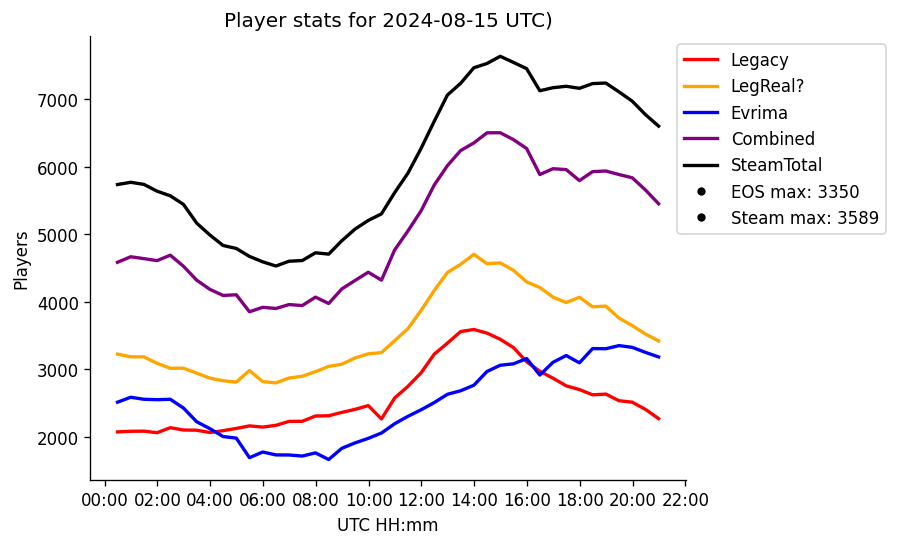 Player stats for 2024-08-15 UTC)
Legacy
LegReal?
Evrima
Combined
SteamTotal
EOS max: 3350
Steam max: 3589
Players
7000
6000
5000
4000
3000
2000
00:00 02:00 04:00 06:00 08:00 10:00 12:00 14:00 16:00 18:00 20:00 22:00
UTC HH:mm